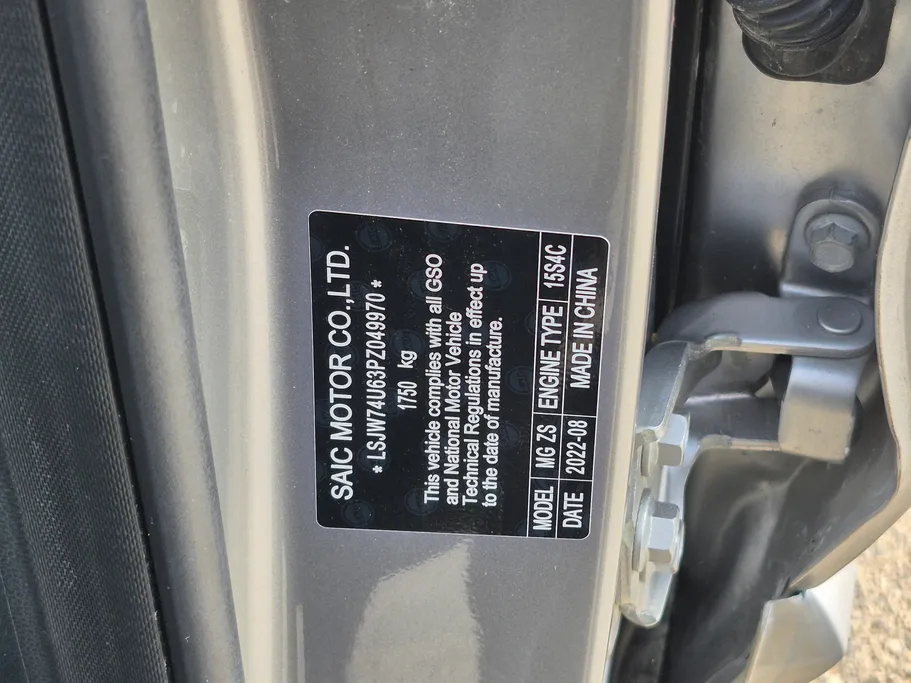 SAIC MOTOR CO.,LTD.
* LSJW74U63PZ049970 *
1750 kg
This vehicle complies with all GSO
and National Motor Vehicle
Technical Regulations in effect up
to the date of manufacture.
MODEL MG ZS ENGINE TYPE 15S4C
DATE 2022-08 MADE IN CHINA